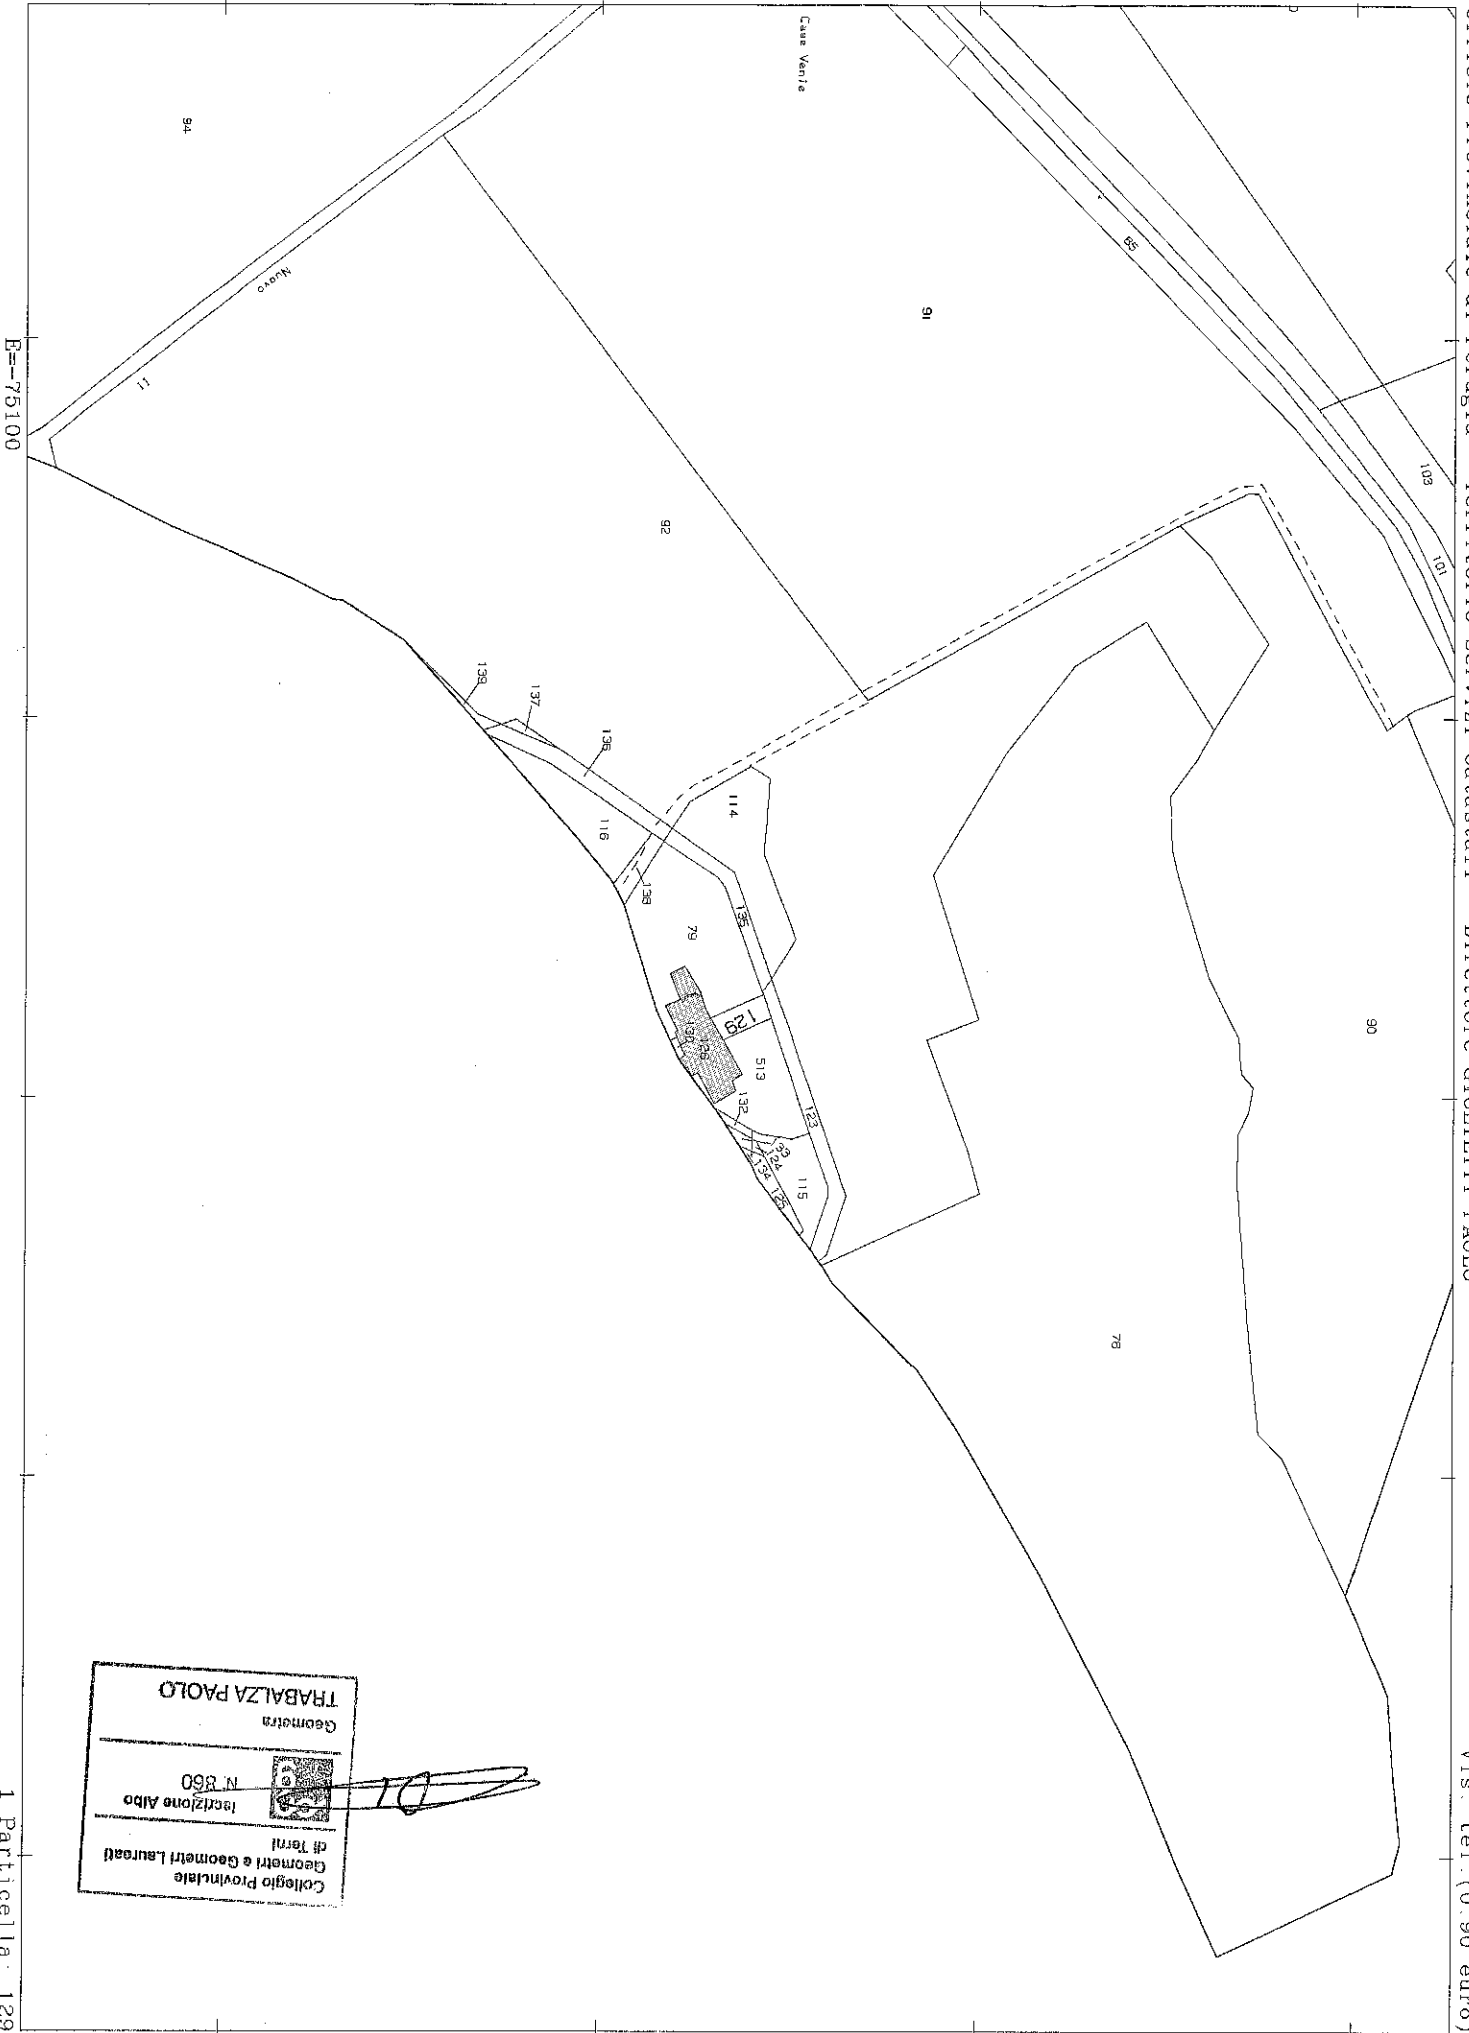 Vis. tel. (0.90 euro)
Case Vente
94
Nuovo
11
91
85
103
101
92
90
139
137
136
116
138
114
135
79
129
130
126
513
132
123
33
124
134
125
115
78
E=-75100
1 Particella: 129
Collegio Provinciale
Geometri e Geometri Laureati
di Terni
Iscrizione Albo
N. 860
Geometra
TRABALZA PAOLO